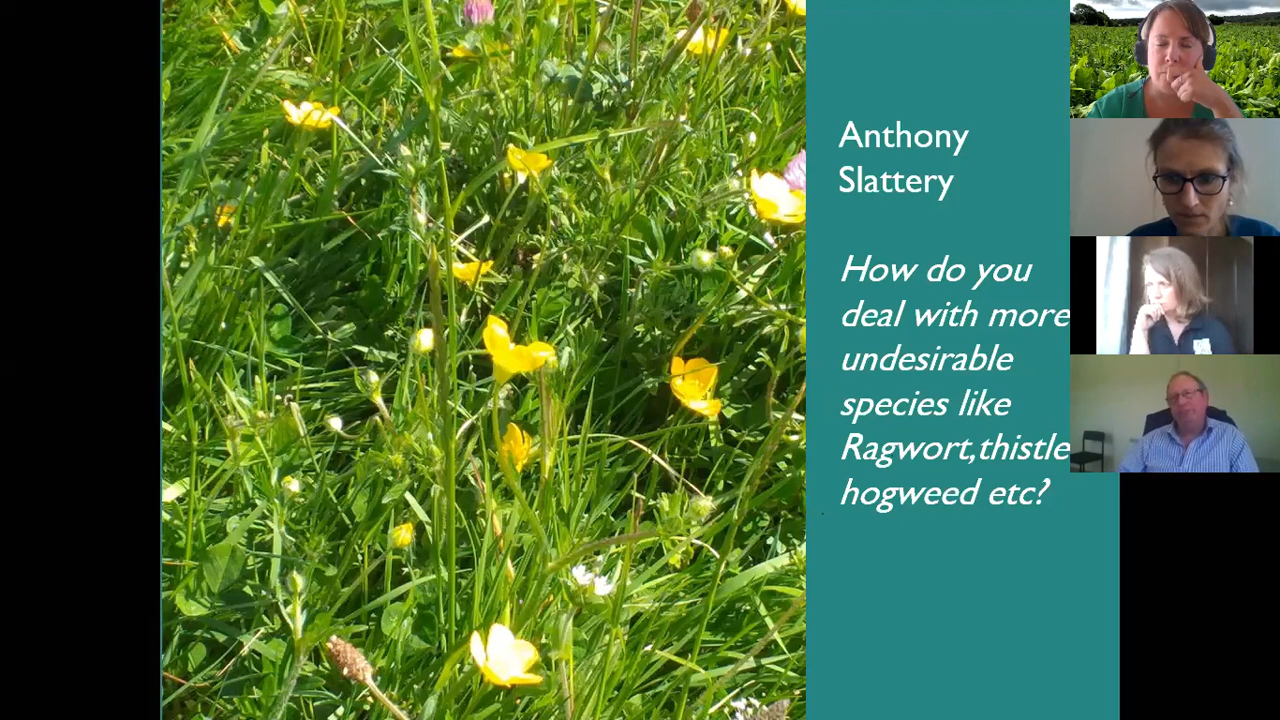 Anthony
Slattery
How do you
deal with more
undesirable
species like
Ragwort,thistle
hogweed etc?